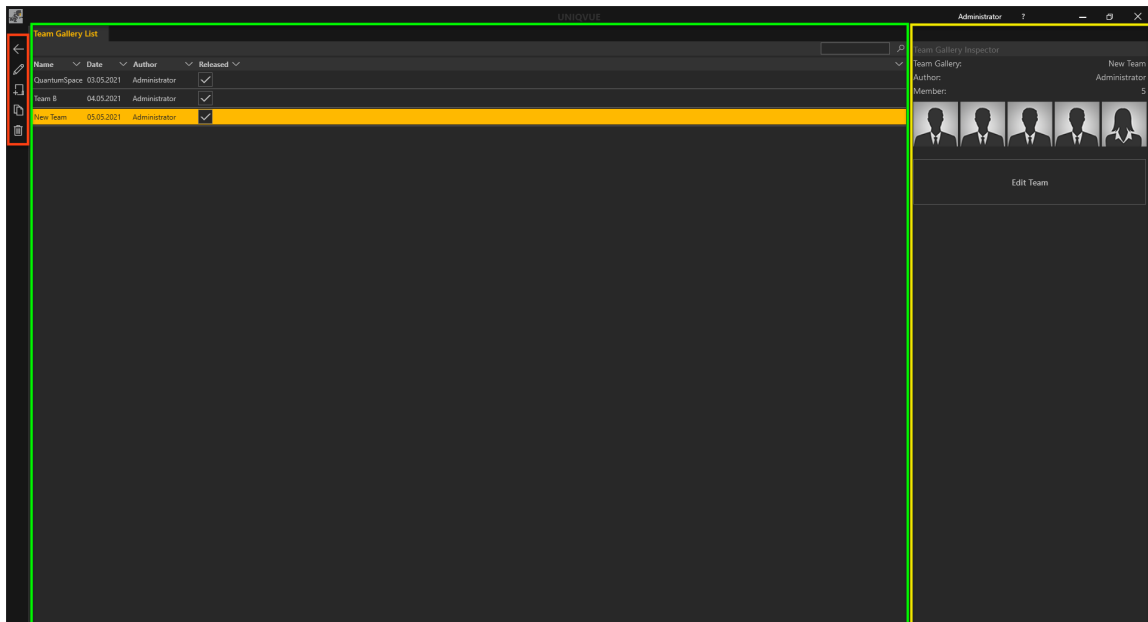 UNIQVUE
Administrator ?
Team Gallery List
Name Date Author Released
QuantumSpace 03.05.2021 Administrator
Team B 04.05.2021 Administrator
New Team 05.05.2021 Administrator
Team Gallery Inspector
Team Gallery: New Team
Author: Administrator
Member: 5
Edit Team